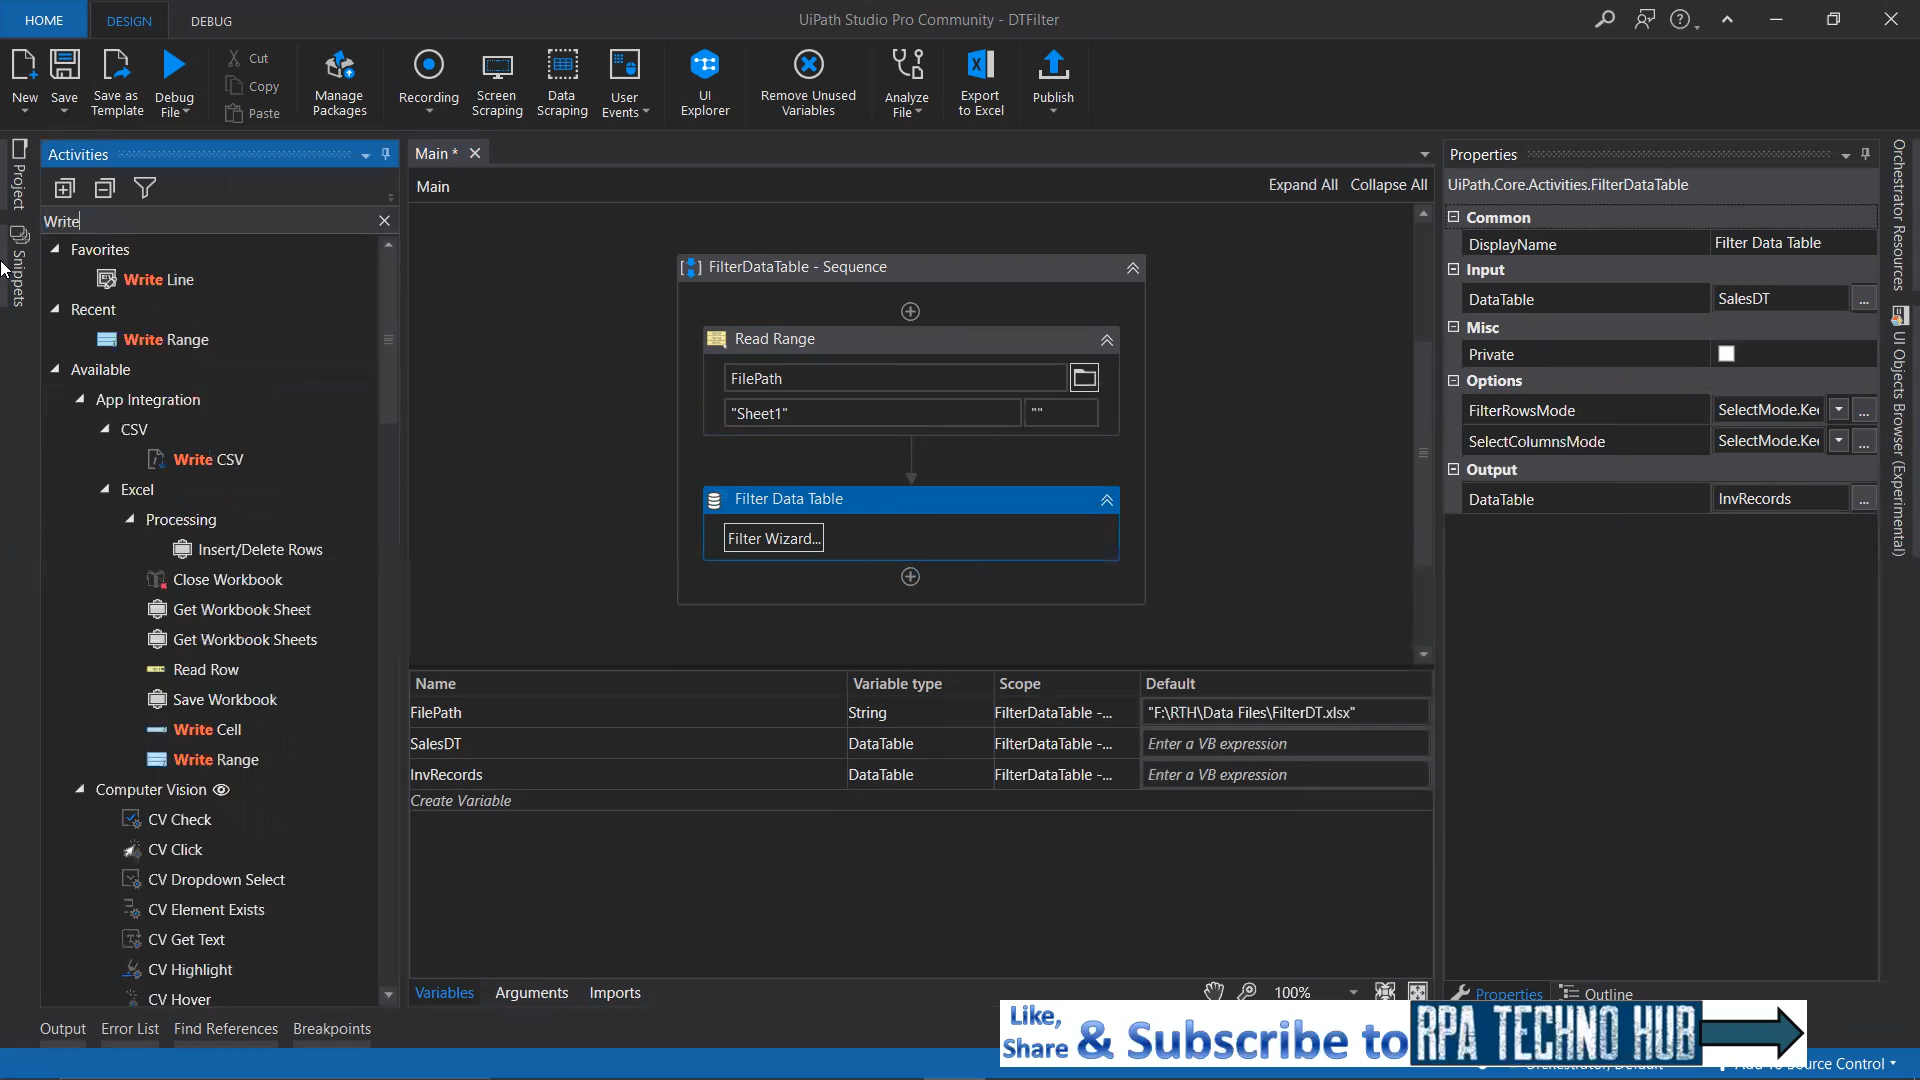 HOME DESIGN DEBUG
UiPath Studio Pro Community - DTFilter
New
Save
Save as Template
Debug File
Cut
Copy
Paste
Manage Packages
Recording
Screen Scraping
Data Scraping
User Events
UI Explorer
Remove Unused Variables
Analyze File
Export to Excel
Publish
Project
Snippets
Activities
Write
Favorites
Write Line
Recent
Write Range
Available
App Integration
CSV
Write CSV
Excel
Processing
Insert/Delete Rows
Close Workbook
Get Workbook Sheet
Get Workbook Sheets
Read Row
Save Workbook
Write Cell
Write Range
Computer Vision
CV Check
CV Click
CV Dropdown Select
CV Element Exists
CV Get Text
CV Highlight
CV Hover
Main *
Main
Expand All Collapse All
FilterDataTable - Sequence
Read Range
FilePath
"Sheet1" ""
Filter Data Table
Filter Wizard...
Name Variable type Scope Default
FilePath String FilterDataTable -... "F:\RTH\Data Files\FilterDT.xlsx"
SalesDT DataTable FilterDataTable -... Enter a VB expression
InvRecords DataTable FilterDataTable -... Enter a VB expression
Create Variable
Variables Arguments Imports
100%
Properties
UiPath.Core.Activities.FilterDataTable
Common
DisplayName Filter Data Table
Input
DataTable SalesDT ...
Misc
Private
Options
FilterRowsMode SelectMode.Kee ...
SelectColumnsMode SelectMode.Kee ...
Output
DataTable InvRecords ...
Properties Outline
Orchestrator Resources
UI Objects Browser (Experimental)
Output Error List Find References Breakpoints
Like,
Share & Subscribe to RPA TECHNO HUB
Orchestrator, Default
Add to Source Control